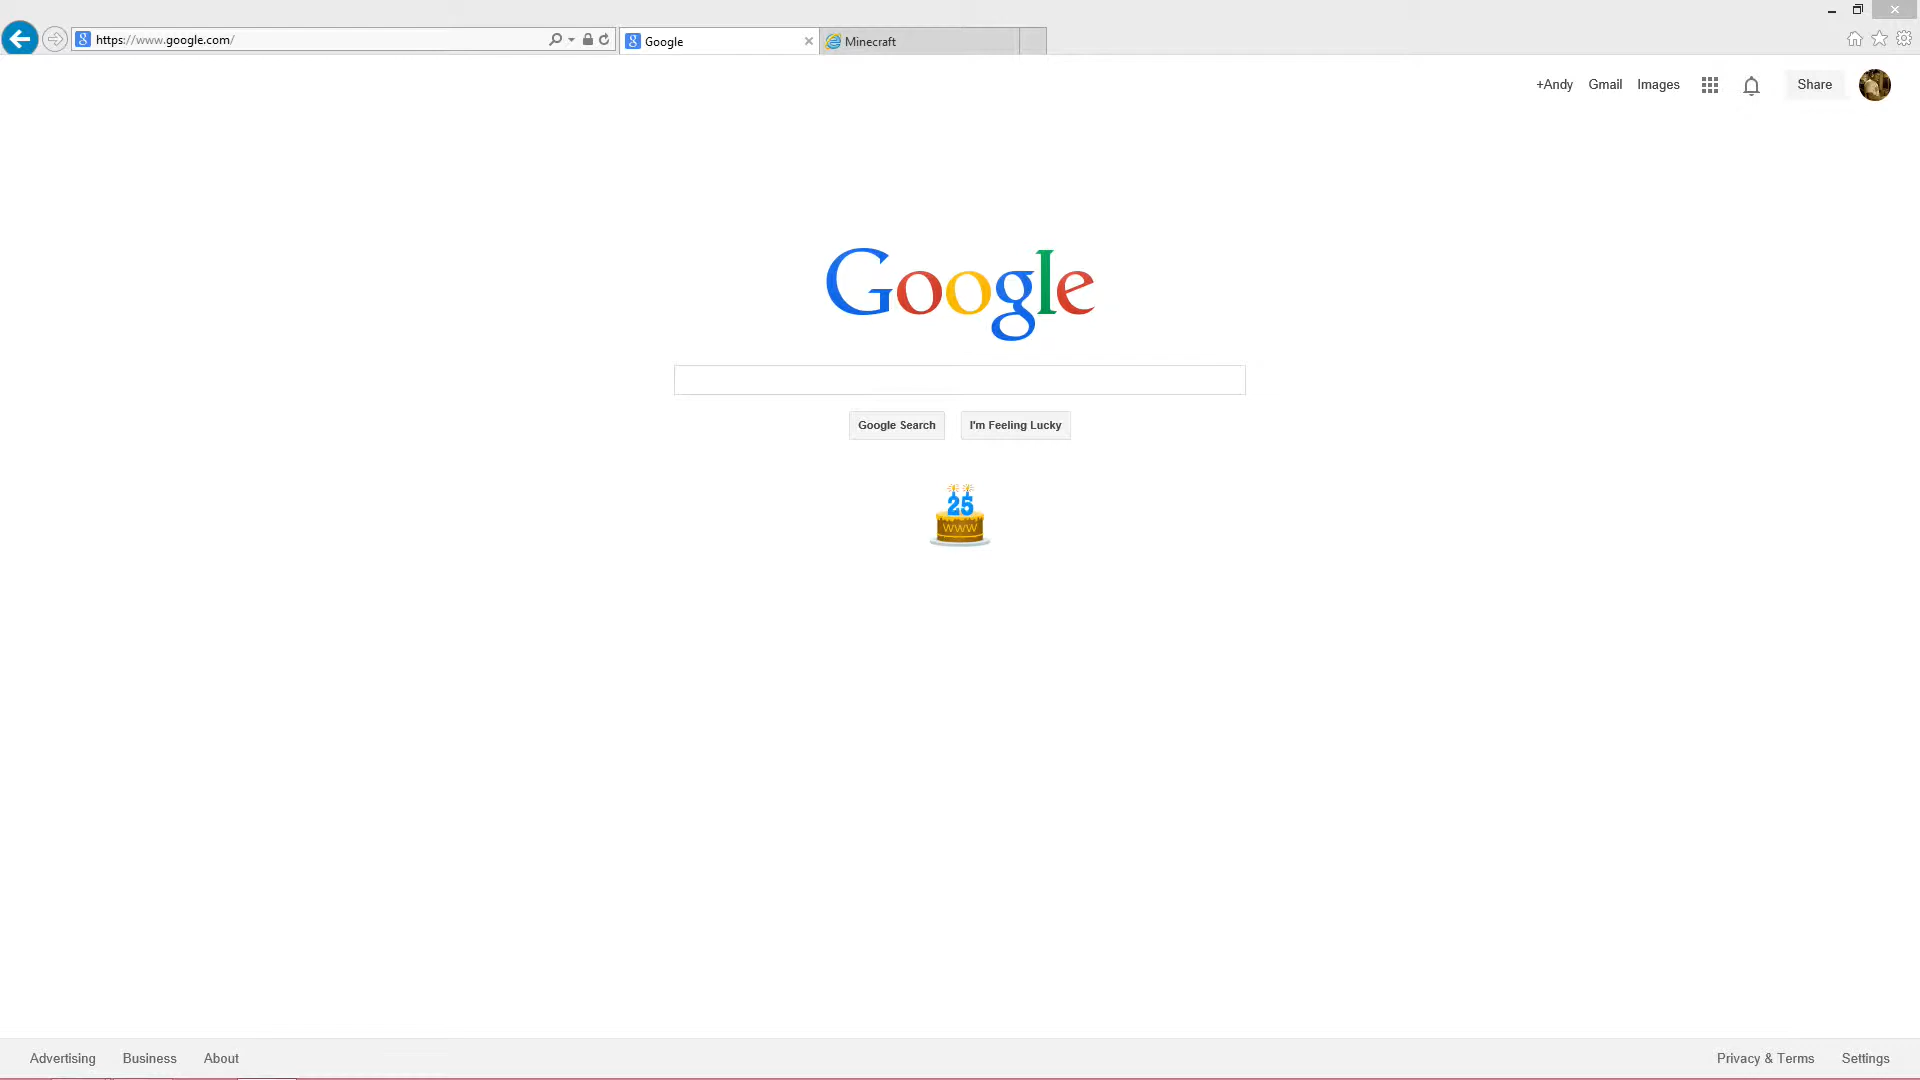 https://www.google.com/
Google
Minecraft
+Andy
Gmail
Images
Share
Google
Google Search
I'm Feeling Lucky
25
WWW
Advertising
Business
About
Privacy & Terms
Settings